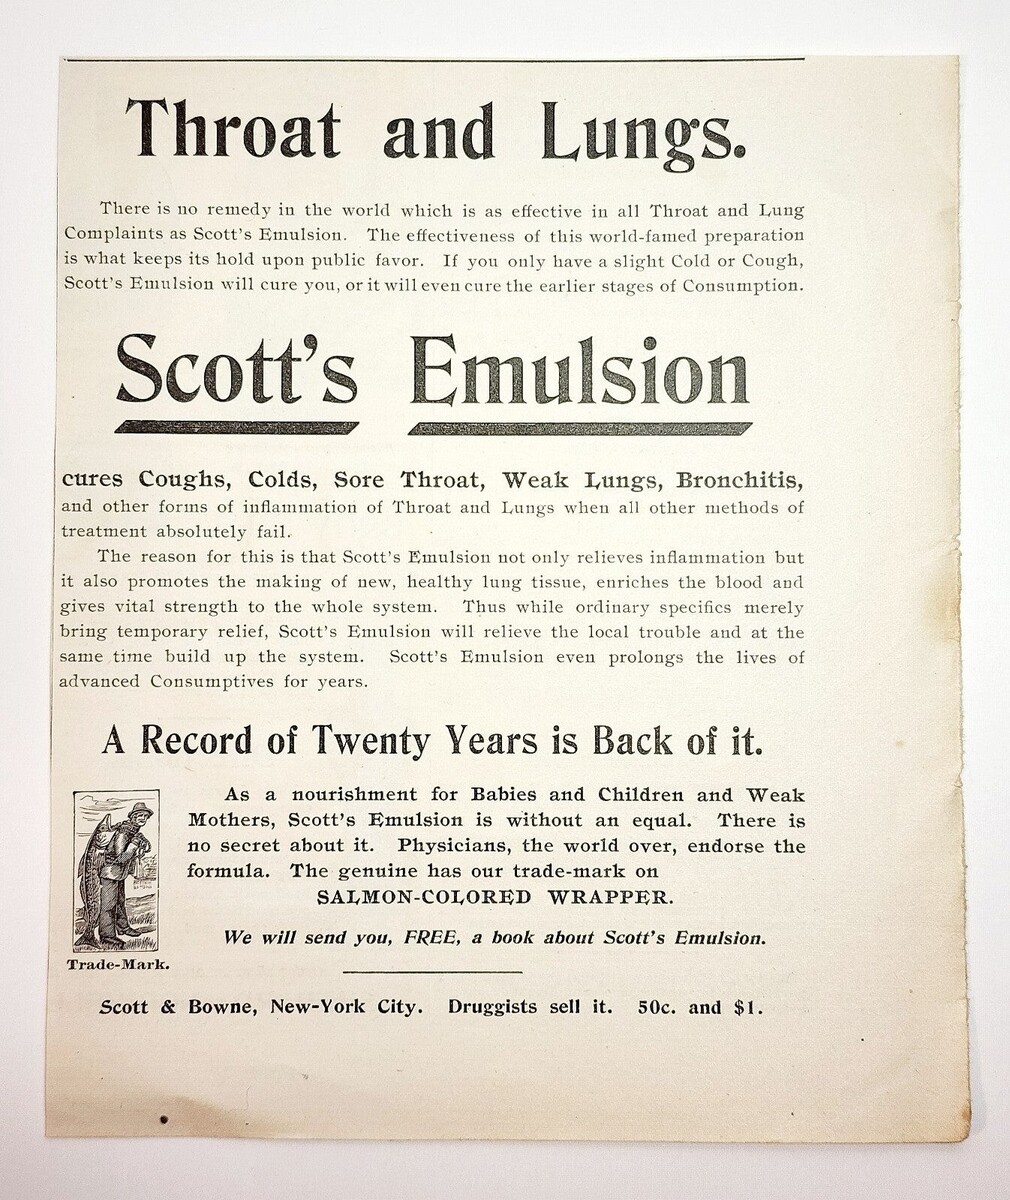 Throat and Lungs.
There is no remedy in the world which is as effective in all Throat and Lung
Complaints as Scott's Emulsion. The effectiveness of this world-famed preparation
is what keeps its hold upon public favor. If you only have a slight Cold or Cough,
Scott's Emulsion will cure you, or it will even cure the earlier stages of Consumption.
Scott's Emulsion
cures Coughs, Colds, Sore Throat, Weak Lungs, Bronchitis,
and other forms of inflammation of Throat and Lungs when all other methods of
treatment absolutely fail.
The reason for this is that Scott's Emulsion not only relieves inflammation but
it also promotes the making of new, healthy lung tissue, enriches the blood and
gives vital strength to the whole system. Thus while ordinary specifics merely
bring temporary relief, Scott's Emulsion will relieve the local trouble and at the
same time build up the system. Scott's Emulsion even prolongs the lives of
advanced Consumptives for years.
A Record of Twenty Years is Back of it.
As a nourishment for Babies and Children and Weak
Mothers, Scott's Emulsion is without an equal. There is
no secret about it. Physicians, the world over, endorse the
formula. The genuine has our trade-mark on
SALMON-COLORED WRAPPER.
We will send you, FREE, a book about Scott's Emulsion.
Trade-Mark.
Scott & Bowne, New-York City. Druggists sell it. 50c. and $1.